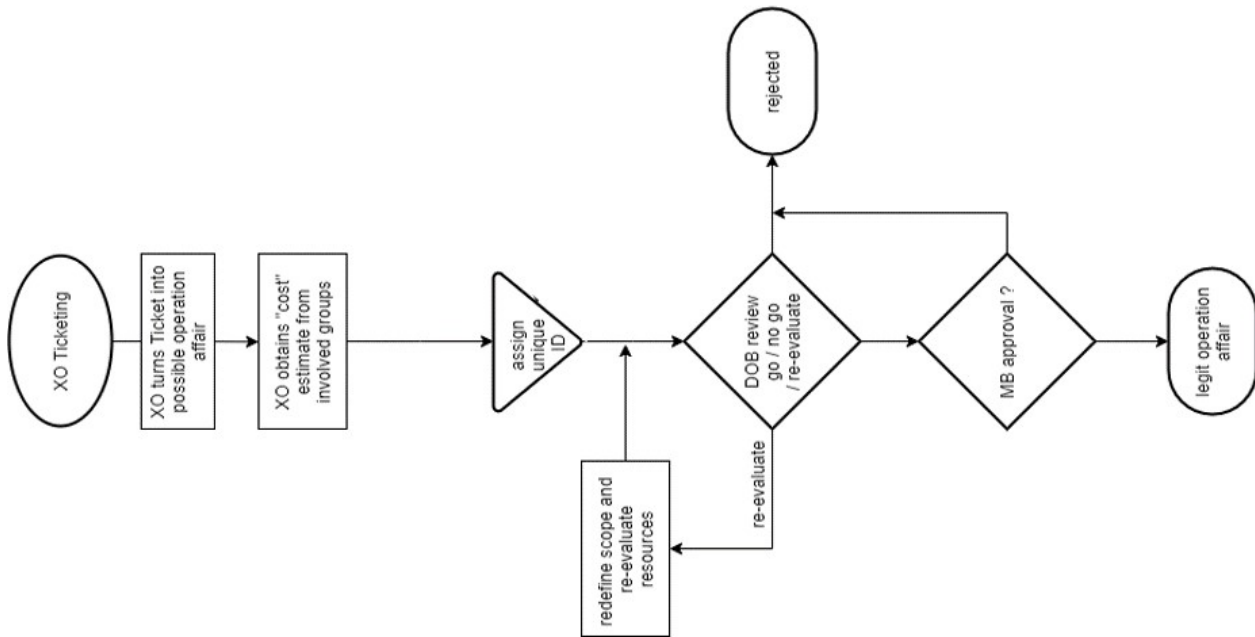 XO Ticketing
XO turns Ticket into
possible operation
affair
XO obtains "cost"
estimate from
involved groups
assign
unique
ID
redefine scope and
re-evaluate
resources
re-evaluate
DOB review
go / no go
/ re-evaluate
rejected
MB approval ?
legit operation
affair